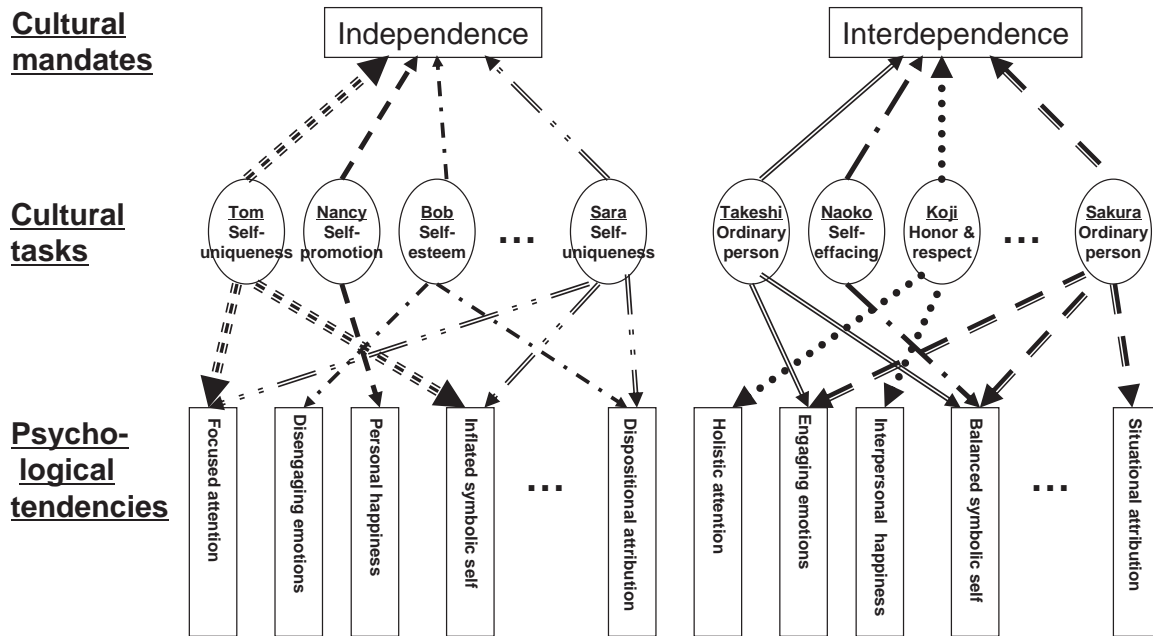 Cultural
mandates
Independence
Interdependence
Cultural
tasks
Tom
Self-
uniqueness
Nancy
Self-
promotion
Bob
Self-
esteem
...
Sara
Self-
uniqueness
Takeshi
Ordinary
person
Naoko
Self-
effacing
Koji
Honor &
respect
...
Sakura
Ordinary
person
Psycho-
logical
tendencies
Focused attention
Disengaging emotions
Personal happiness
Inflated symbolic self
...
Dispositional attribution
Holistic attention
Engaging emotions
Interpersonal happiness
Balanced symbolic self
...
Situational attribution